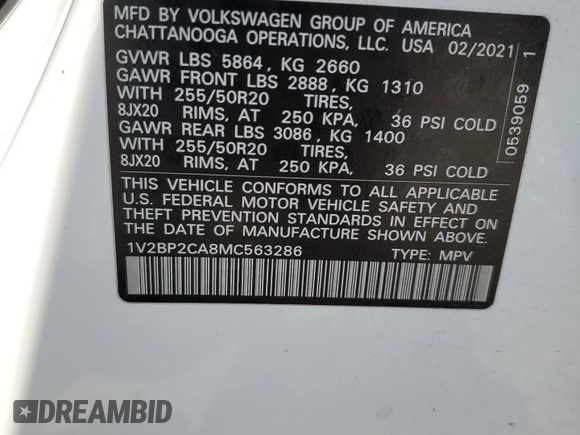 MFD BY VOLKSWAGEN GROUP OF AMERICA
CHATTANOOGA OPERATIONS, LLC. USA 02/2021
GVWR LBS 5864, KG 2660
GAWR FRONT LBS 2888, KG 1310
WITH 255/50R20 TIRES,
8JX20 RIMS, AT 250 KPA, 36 PSI COLD
GAWR REAR LBS 3086, KG 1400
WITH 255/50R20 TIRES,
8JX20 RIMS, AT 250 KPA, 36 PSI COLD
THIS VEHICLE CONFORMS TO ALL APPLICABLE
U.S. FEDERAL MOTOR VEHICLE SAFETY AND
THEFT PREVENTION STANDARDS IN EFFECT ON
THE DATE OF MANUFACTURE SHOWN ABOVE.
1V2BP2CA8MC563286 TYPE: MPV
0539059 1
DREAMBID